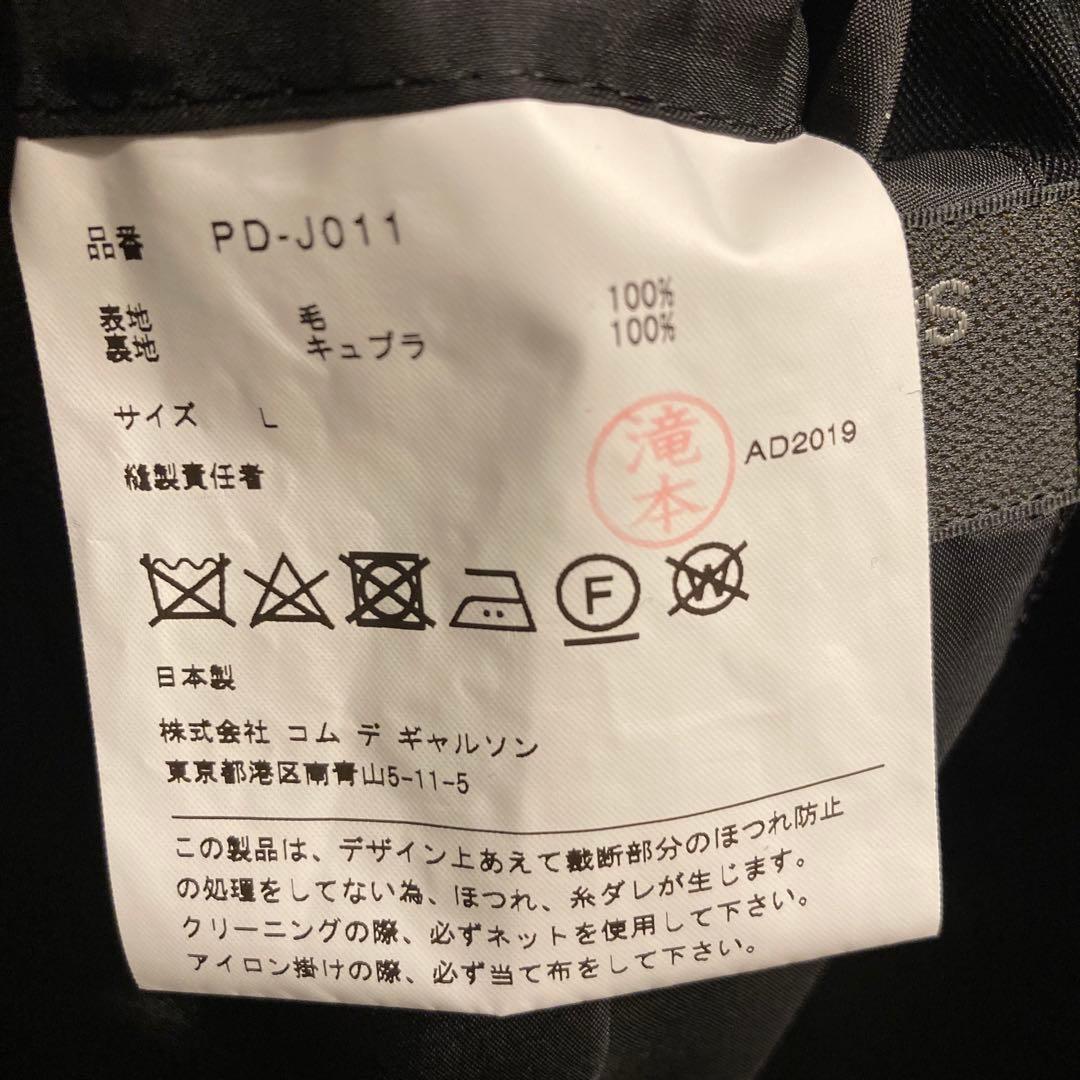 品番 PD-J011
表地 毛 100%
裏地 キュプラ 100%
サイズ L
縫製責任者 滝本 AD2019
F W
日本製
株式会社 コム デ ギャルソン
東京都港区南青山5-11-5
この製品は、デザイン上あえて裁断部分のほつれ防止
の処理をしてない為、ほつれ、糸ダレが生じます。
クリーニングの際、必ずネットを使用して下さい。
アイロン掛けの際、必ず当て布をして下さい。
S